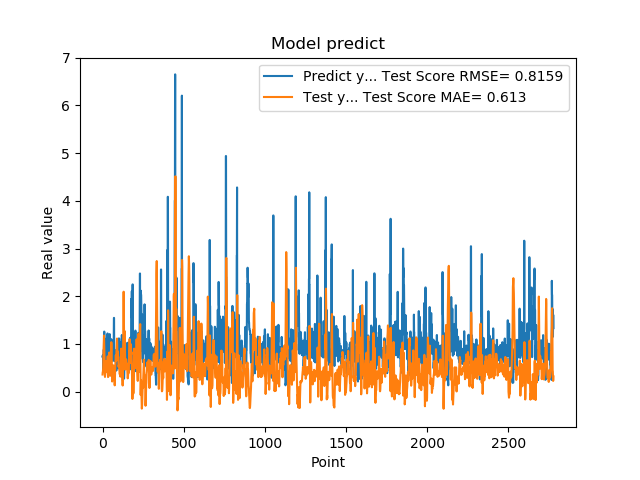 Model predict
Predict y... Test Score RMSE= 0.8159
Test y... Test Score MAE= 0.613
Real value
7
6
5
4
3
2
1
0
0 500 1000 1500 2000 2500
Point